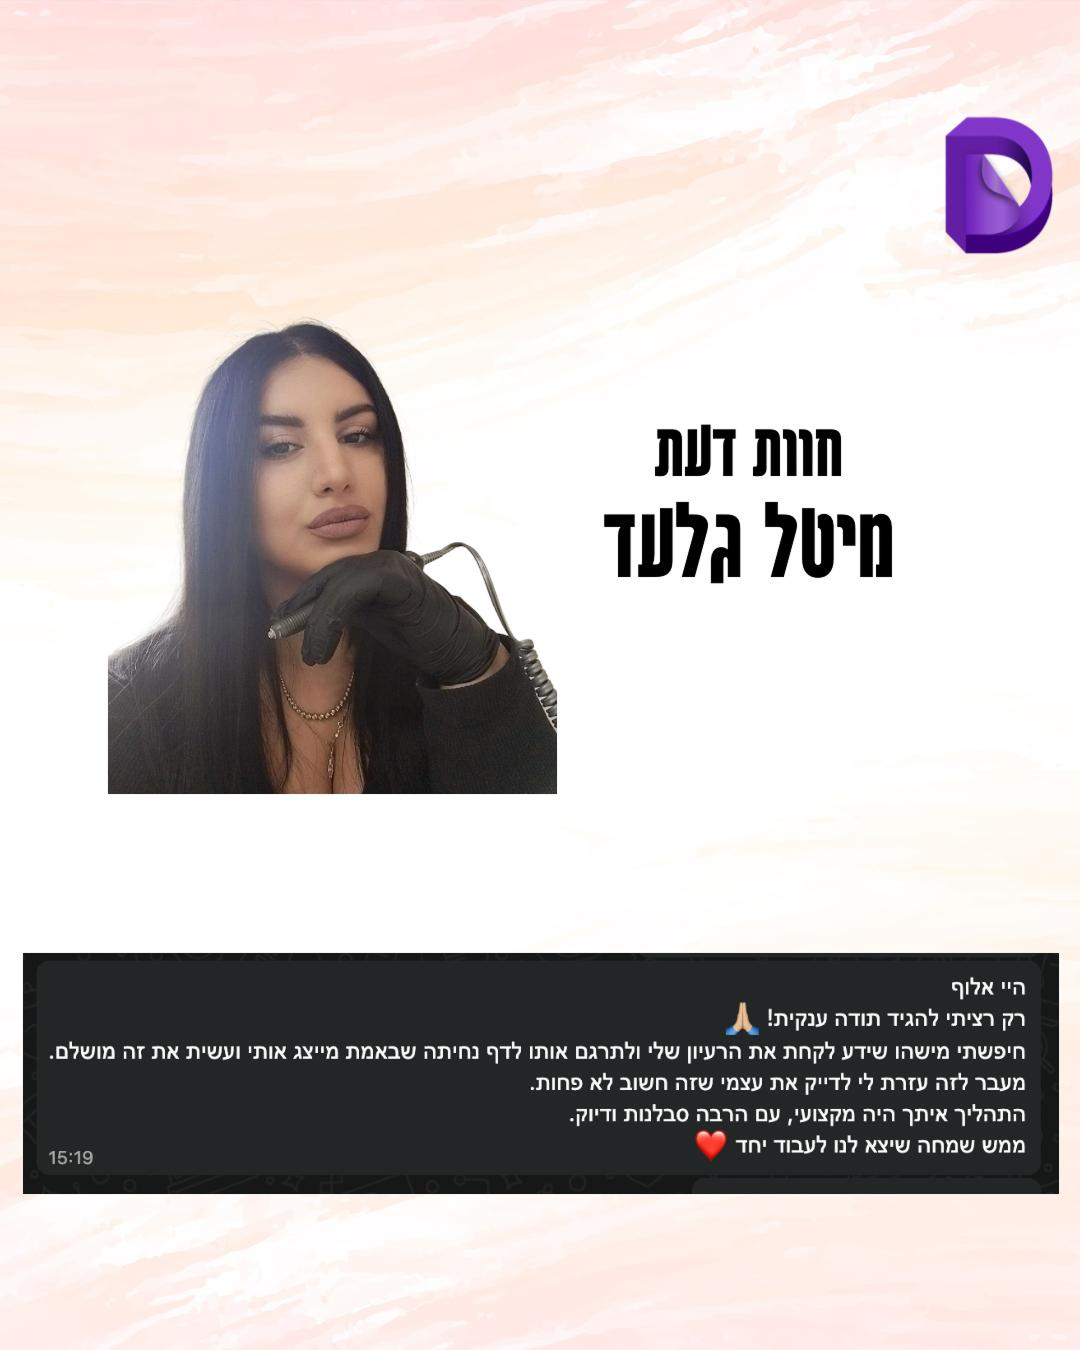 חוות דעת
מיטל גלעד
היי אלוף
רק רציתי להגיד תודה ענקית! 🙏🏼
חיפשתי מישהו שידע לקחת את הרעיון שלי ולתרגם אותו לדף נחיתה שבאמת מייצג אותי ועשית את זה מושלם.
מעבר לזה עזרת לי לדייק את עצמי שזה חשוב לא פחות.
התהליך איתך היה מקצועי, עם הרבה סבלנות ודיוק.
ממש שמחה שיצא לנו לעבוד יחד ❤️
15:19